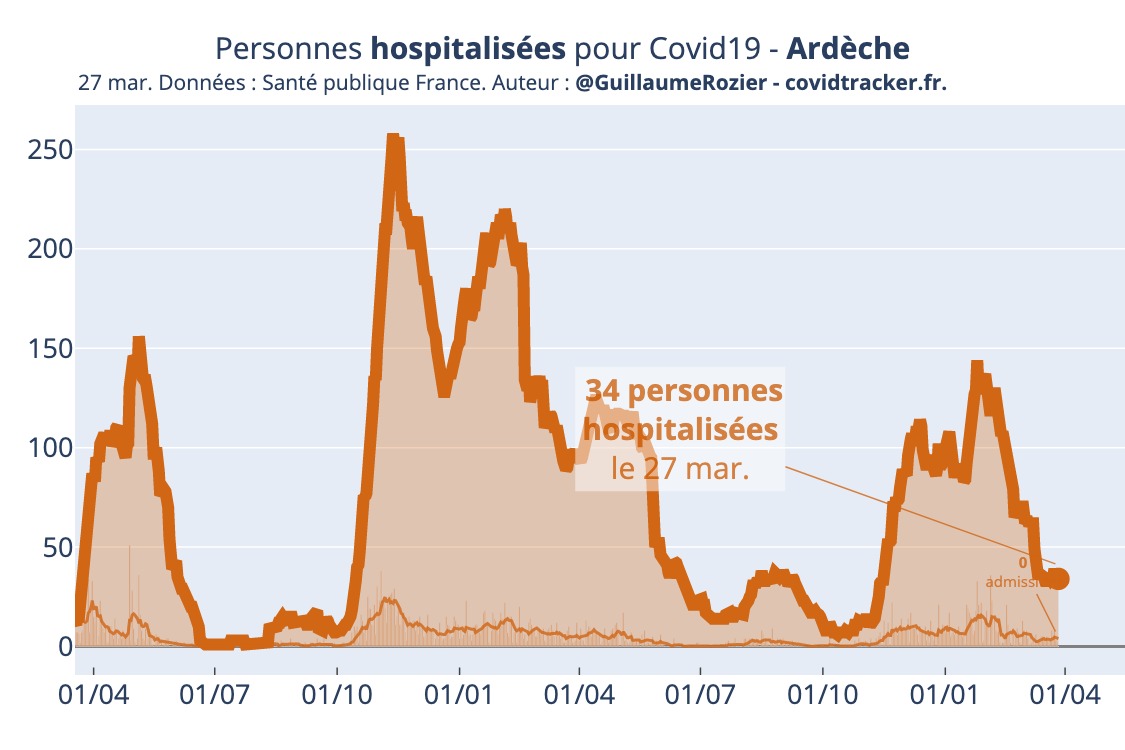 Personnes hospitalisées pour Covid19 - Ardèche
27 mar. Données : Santé publique France. Auteur : @GuillaumeRozier - covidtracker.fr.
250
200
150
100
50
0
34 personnes
hospitalisées
le 27 mar.
0
01/04 01/07 01/10 01/01 01/04 01/07 01/10 01/01 01/04